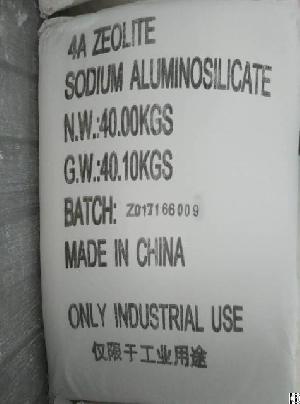 4A ZEOLITE
SODIUM ALUMINOSILICATE
N.W.:40.00KGS
G.W.:40.10KGS
BATCH: Z017166009
MADE IN CHINA
ONLY INDUSTRIAL USE
仅限于工业用途